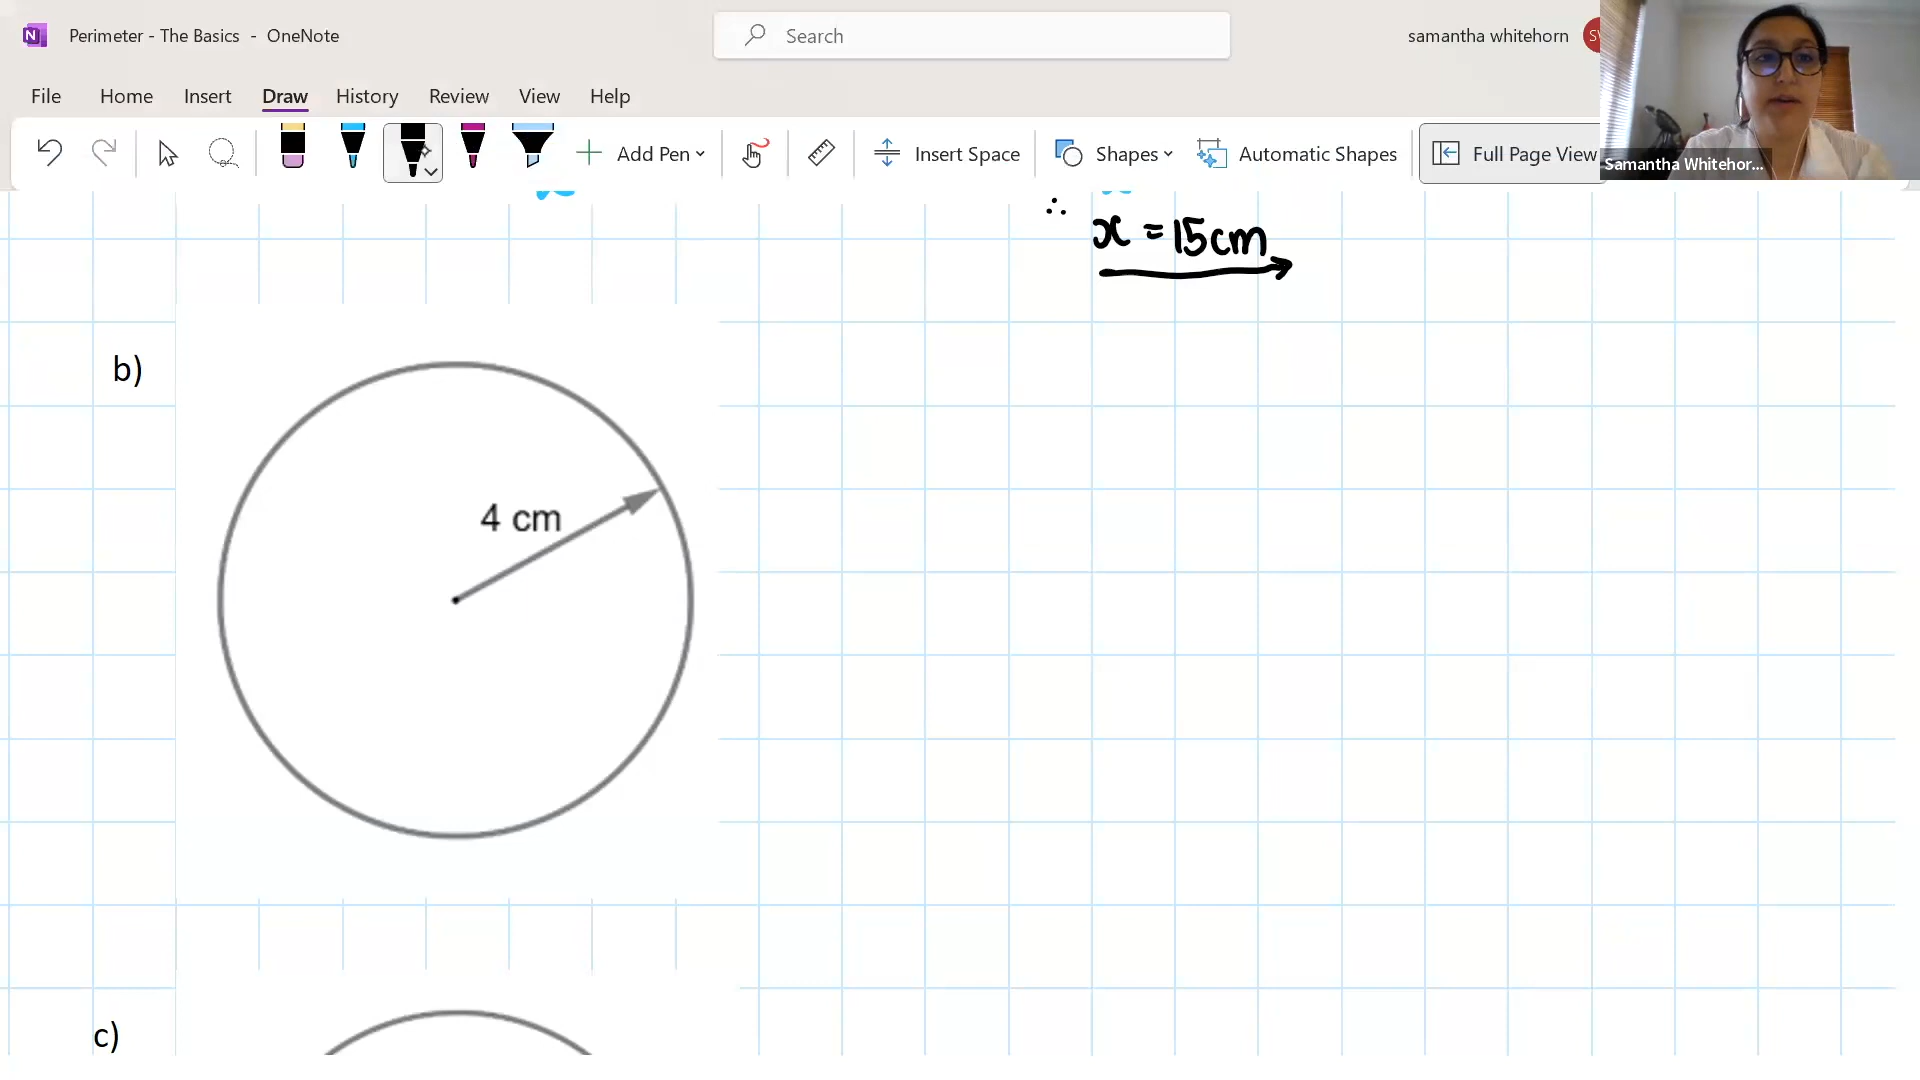 Perimeter - The Basics - OneNote
Search
samantha whitehorn
File Home Insert Draw History Review View Help
Add Pen
Insert Space
Shapes
Automatic Shapes
Full Page View
Samantha Whitehor...
∴ x = 15cm
b)
4 cm
c)